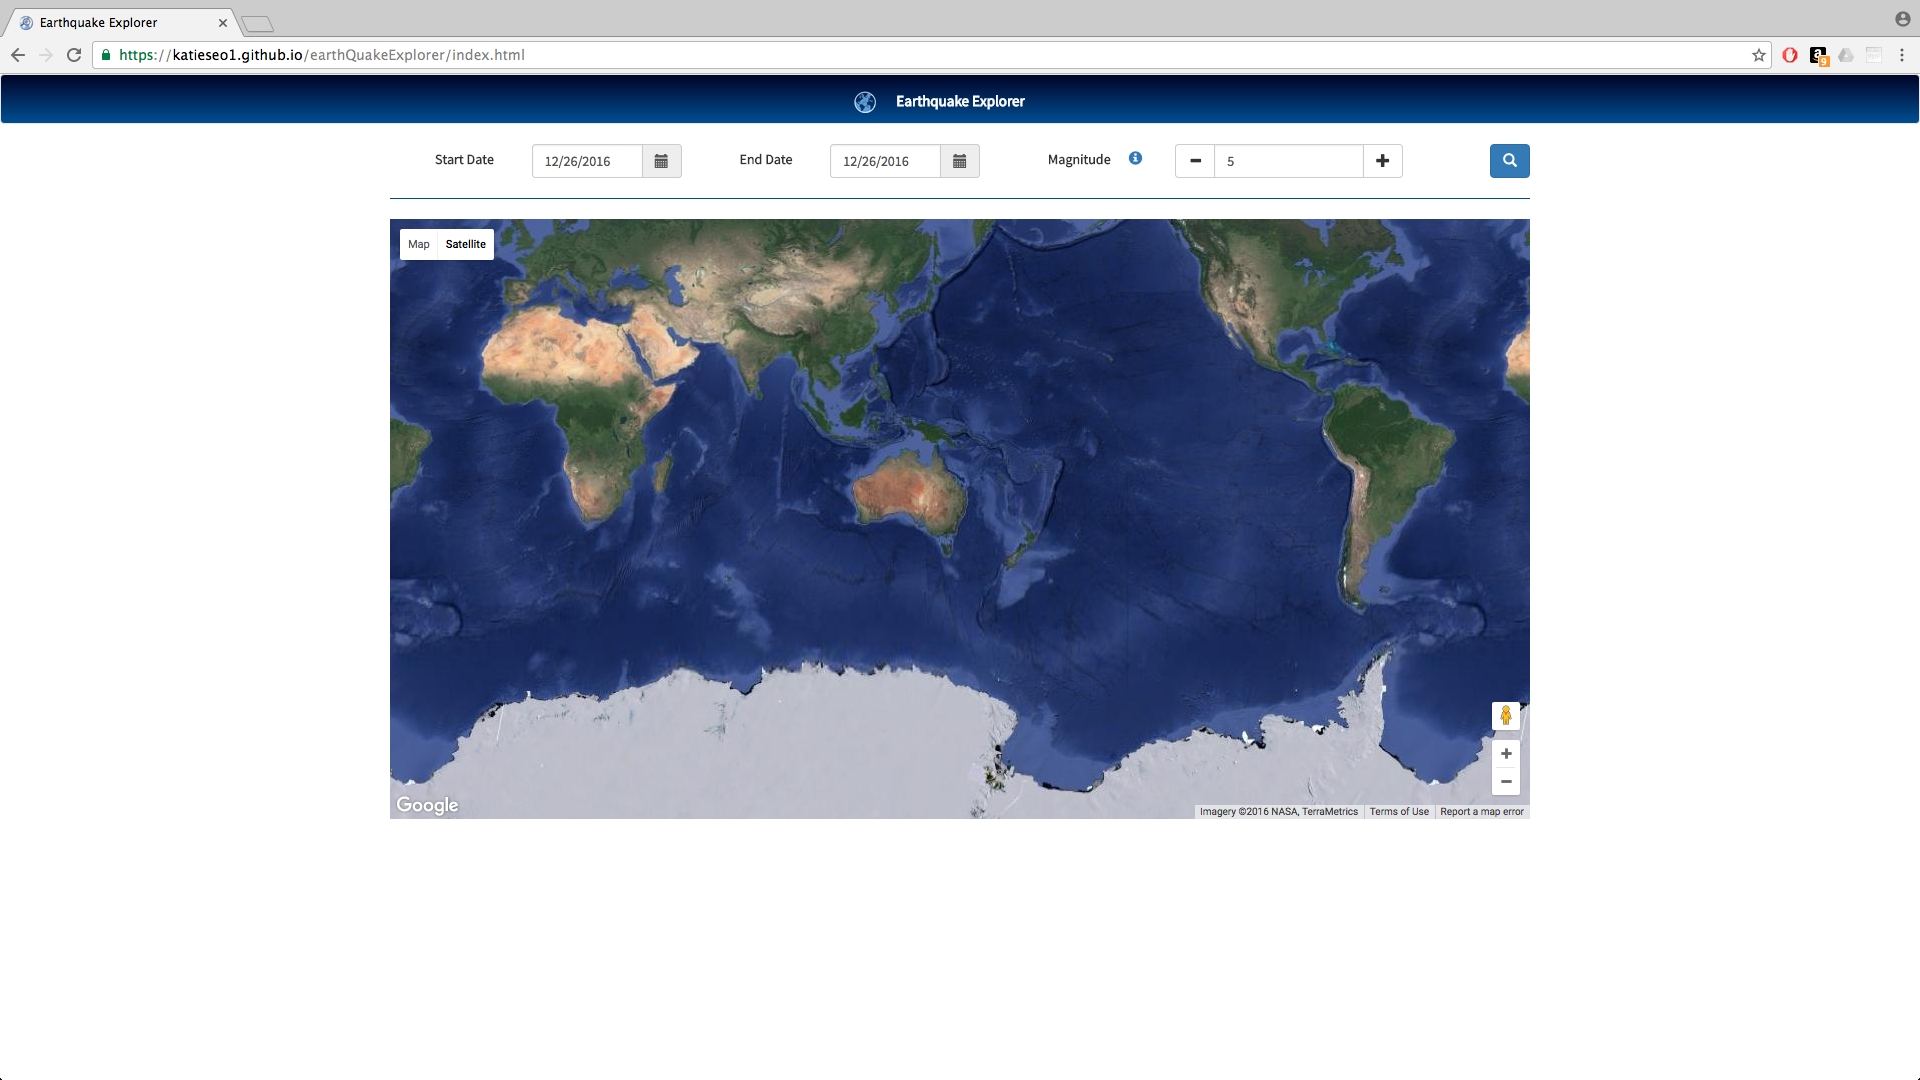 Earthquake Explorer
https://katieseo1.github.io/earthQuakeExplorer/index.html
9
Earthquake Explorer
Start Date 12/26/2016 End Date 12/26/2016 Magnitude 5
Map Satellite
Google
Imagery ©2016 NASA, TerraMetrics Terms of Use Report a map error